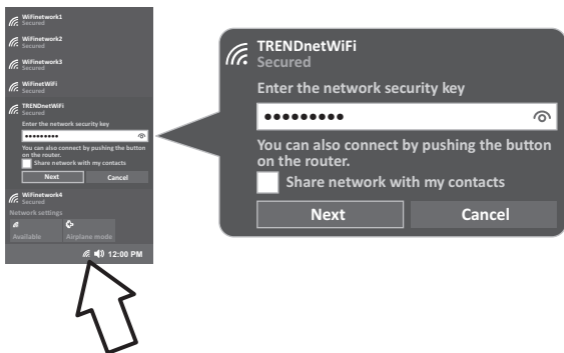 WiFinetwork1
Secured
WiFinetwork2
Secured
WiFinetwork3
Secured
WiFinetWiFi
Secured
TRENDnetWiFi
Secured
Enter the network security key
•••••••••
You can also connect by pushing the button
on the router.
Share network with my contacts
Next Cancel
WiFinetwork4
Secured
Network settings
Available Airplane mode
12:00 PM
TRENDnetWiFi
Secured
Enter the network security key
•••••••••
You can also connect by pushing the button
on the router.
Share network with my contacts
Next Cancel